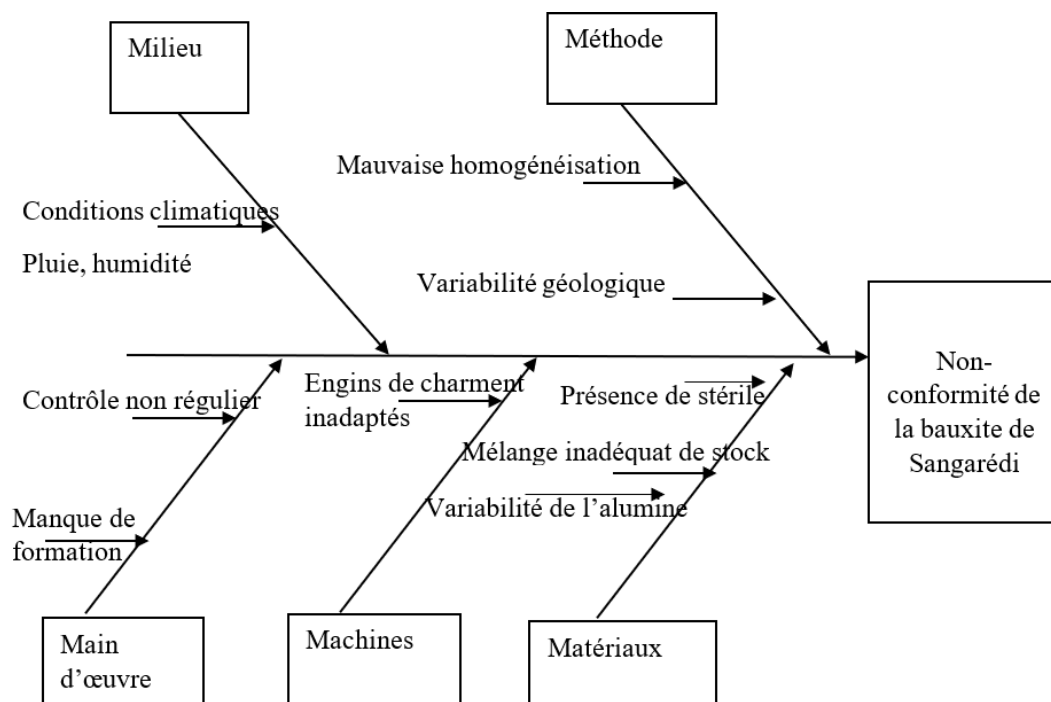 Milieu
Méthode
Mauvaise homogénéisation
Conditions climatiques
Pluie, humidité
Variabilité géologique
Non-
conformité de
la bauxite de
Sangarédi
Engins de charment
inadaptés
Contrôle non régulier
Présence de stérile
Mélange inadéquat de stock
Variabilité de l’alumine
Manque de
formation
Main
d’œuvre
Machines
Matériaux